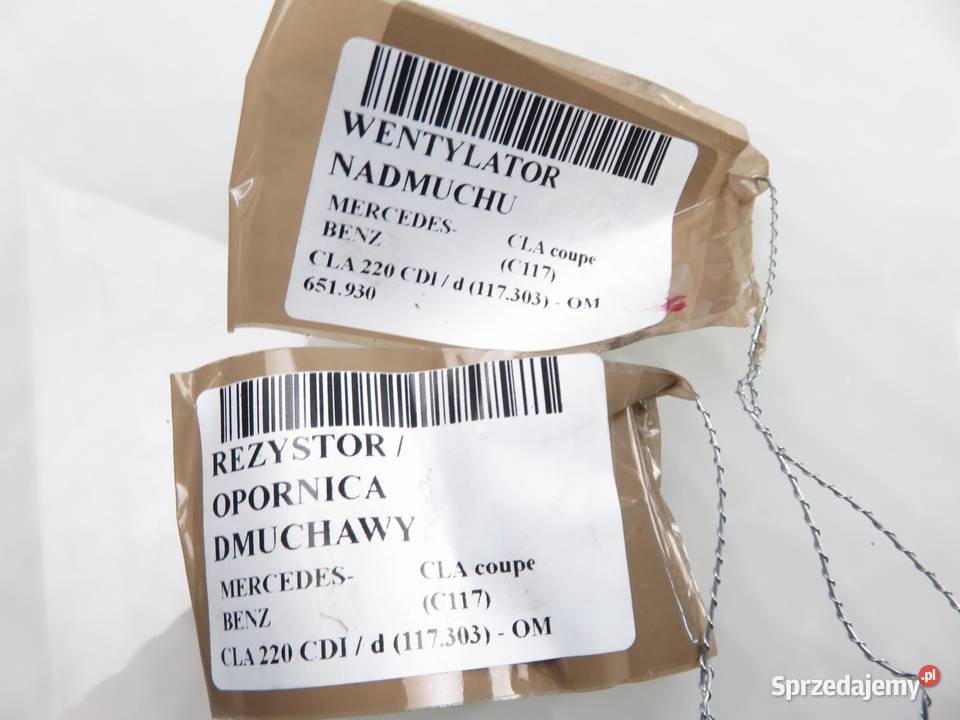 WENTYLATOR
NADMUCHU
MERCEDES-
BENZ
CLA coupe
(C117)
CLA 220 CDI / d (117.303) - OM
651.930
REZYSTOR /
OPORNICA
DMUCHAWY
MERCEDES-
BENZ
CLA coupe
(C117)
CLA 220 CDI / d (117.303) - OM
Sprzedajemy.pl